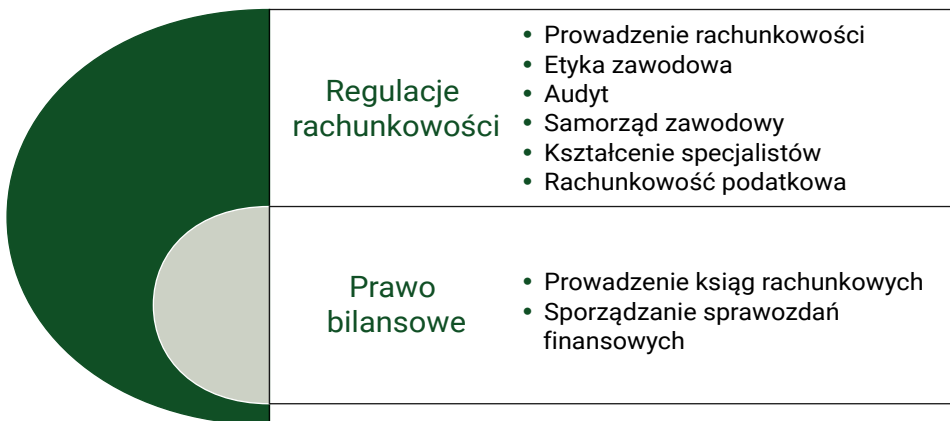 Regulacje
rachunkowości
• Prowadzenie rachunkowości
• Etyka zawodowa
• Audyt
• Samorząd zawodowy
• Kształcenie specjalistów
• Rachunkowość podatkowa
Prawo
bilansowe
• Prowadzenie ksiąg rachunkowych
• Sporządzanie sprawozdań
finansowych